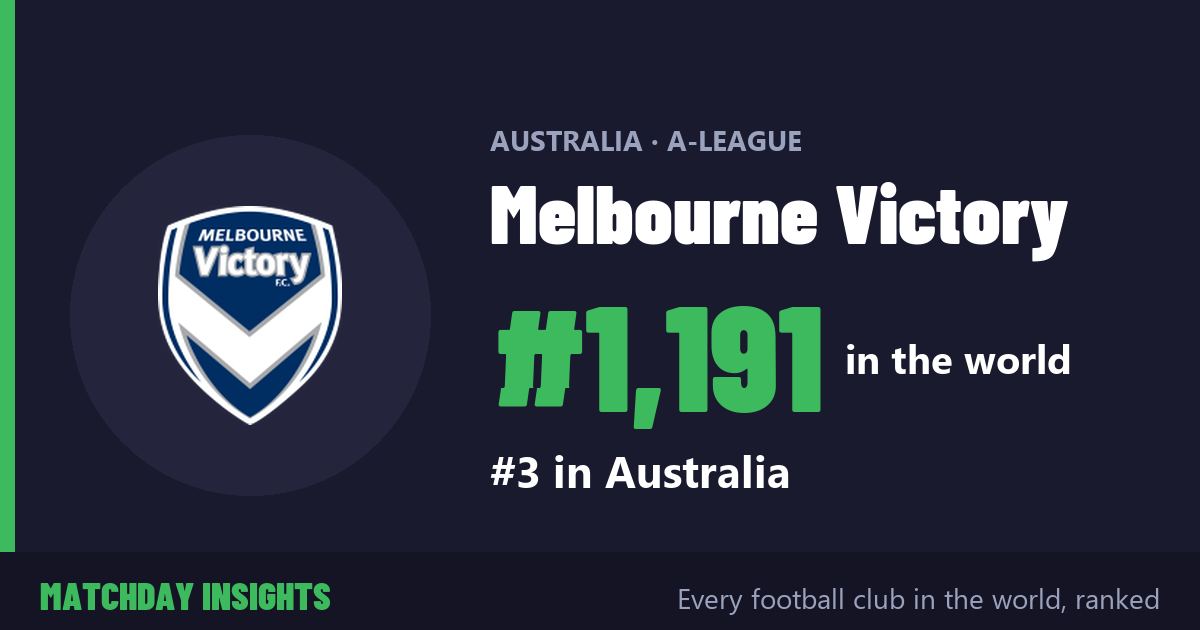 MELBOURNE
Victory
F.C.
AUSTRALIA · A-LEAGUE
Melbourne Victory
#1,191 in the world
#3 in Australia
MATCHDAY INSIGHTS
Every football club in the world, ranked